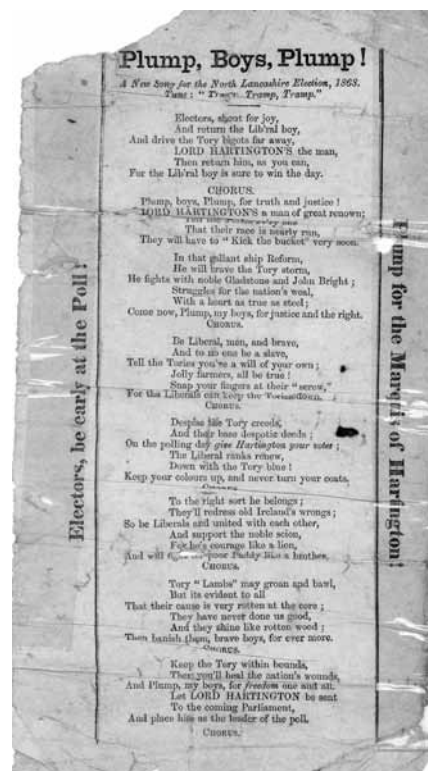 Plump, Boys, Plump!
A New Song for the North Lancashire Election, 1868.
Tune: "Tramp, Tramp, Tramp."
Electors, shout for joy,
And return the Lib'ral boy,
And drive the Tory bigots far away,
LORD HARTINGTON'S the man,
Then return him, as you can,
For the Lib'ral boy is sure to win the day.
CHORUS.
Plump, boys, Plump, for truth and justice!
LORD HARTINGTON'S a man of great renown;
That their race is nearly run,
They will have to "Kick the bucket" very soon.
In that gallant ship Reform,
He will brave the Tory storm,
He fights with noble Gladstone and John Bright;
Struggles for the nation's weal,
With a heart as true as steel;
Come now, Plump, my boys, for justice and the right.
CHORUS.
Be Liberal, men, and brave,
And to no one be a slave,
Tell the Tories you've a will of your own;
Jolly farmers, all be true!
Snap your fingers at their "screw,"
For the Liberals can keep the Tories down.
CHORUS.
Despise the Tory creeds,
And their base despotic deeds;
On the polling day give Hartington your votes;
The Liberal ranks renew,
Down with the Tory blue!
Keep your colours up, and never turn your coats.
CHORUS.
To the right sort he belongs;
They'll redress old Ireland's wrongs;
So be Liberals and united with each other,
And support the noble scion,
For he's courage like a lion,
And will fight for poor Paddy like a brother.
CHORUS.
Tory "Lambs" may groan and bawl,
But its evident to all
That their cause is very rotten at the core;
They have never done us good,
And they shine like rotten wood;
Then banish them, brave boys, for ever more.
CHORUS.
Keep the Tory within bounds,
Then you'll heal the nation's wounds,
And Plump, my boys, for freedom one and all.
Let LORD HARTINGTON be sent
To the coming Parliament,
And place him as the leader of the poll.
CHORUS.
Electors, be early at the Poll!
Plump for the Marquis of Hartington!